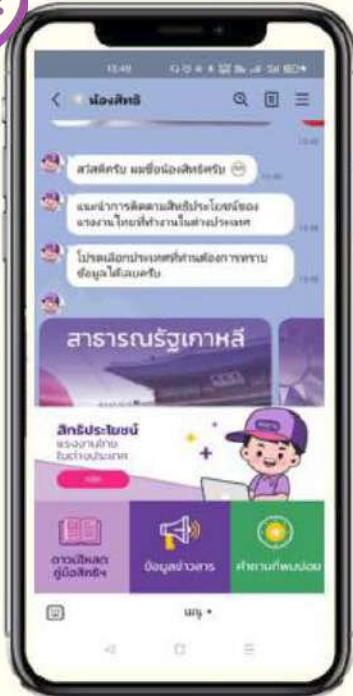 น้องสิทธิ
สวัสดีครับ ผมชื่อน้องสิทธิครับ
แนะนำการติดตามสิทธิประโยชน์ของ
แรงงานไทยที่ทำงานในต่างประเทศ
โปรดเลือกประเทศที่ท่านต้องการทราบ
ข้อมูลได้เลยครับ
สาธารณรัฐเกาหลี
สิทธิประโยชน์
แรงงานไทย
ในต่างประเทศ
คลิก
ดาวน์โหลด
คู่มือสิทธิฯ
ข้อมูลข่าวสาร
คำถามที่พบบ่อย
เมนู